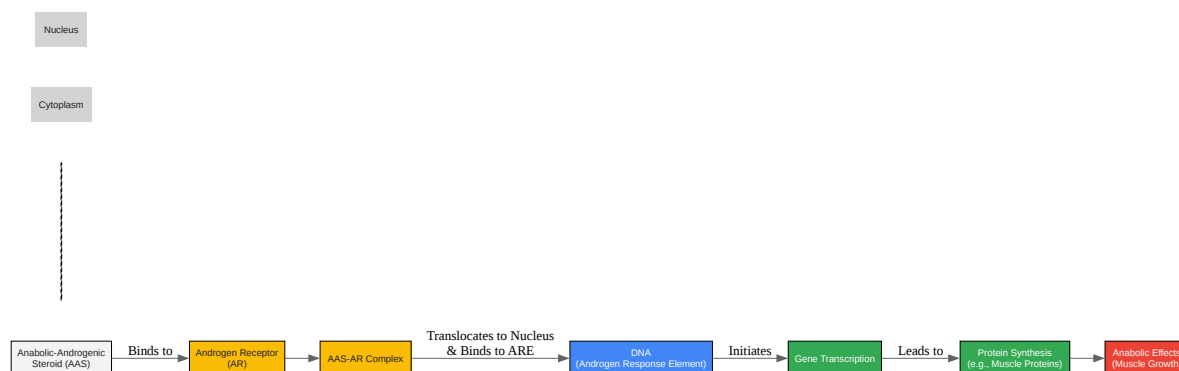 Nucleus
Cytoplasm
Translocates to Nucleus
& Binds to ARE
Anabolic-Androgenic
Steroid (AAS)
Binds to
Androgen Receptor
(AR)
AAS-AR Complex
DNA
(Androgen Response Element)
Initiates
Gene Transcription
Leads to
Protein Synthesis
(e.g., Muscle Proteins)
Anabolic Effects
(Muscle Growth